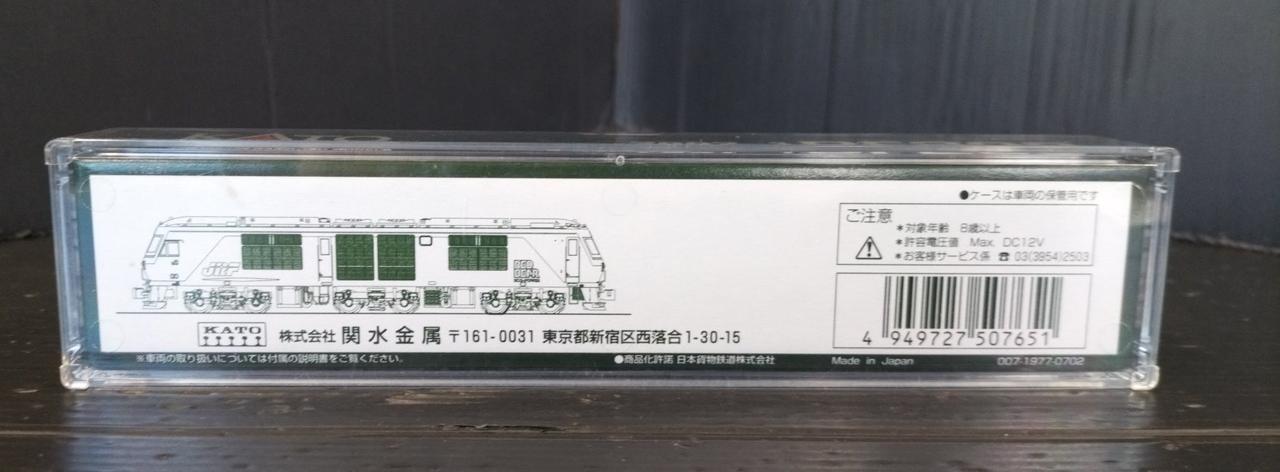 ●ケースは車両の保管用です
ご注意
＊対象年齢 8歳以上
＊許容電圧値 Max. DC12V
＊お客様サービス係 ☎ 03(3954)2503
JRF
ECO
KATO
株式会社 関水金属 〒161-0031 東京都新宿区西落合1-30-15
4 949727 507651
※車両の取り扱いについては付属の説明書をご覧ください。
●商品化許諾 日本貨物鉄道株式会社
Made in Japan
007-1977-0702